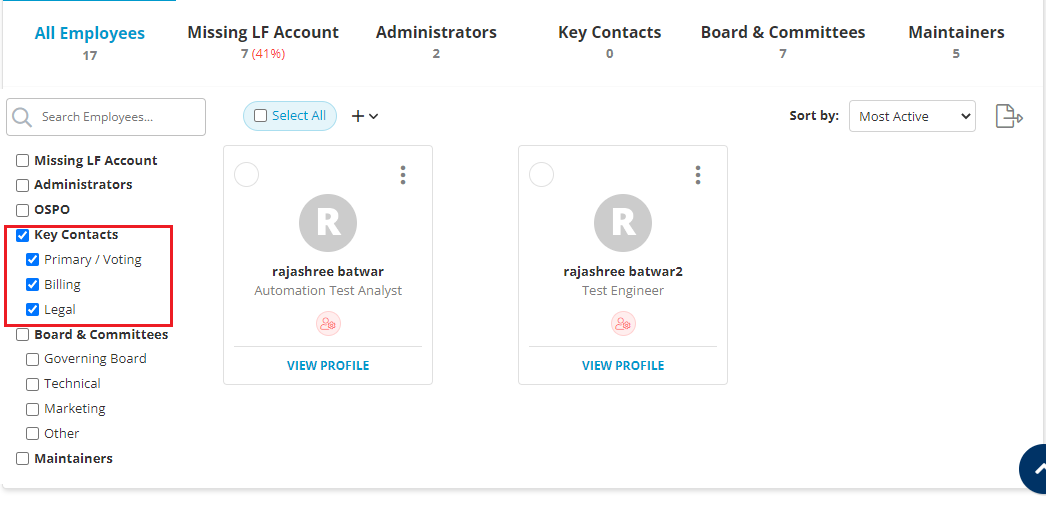 All Employees
17
Missing LF Account
7 (41%)
Administrators
2
Key Contacts
0
Board & Committees
7
Maintainers
5
Search Employees...
Select All
Sort by:
Most Active
Missing LF Account
Administrators
OSPO
Key Contacts
Primary / Voting
Billing
Legal
Board & Committees
Governing Board
Technical
Marketing
Other
Maintainers
R
rajashree batwar
Automation Test Analyst
VIEW PROFILE
R
rajashree batwar2
Test Engineer
VIEW PROFILE